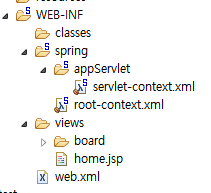 WEB-INF
classes
spring
appServlet
servlet-context.xml
root-context.xml
views
board
home.jsp
web.xml